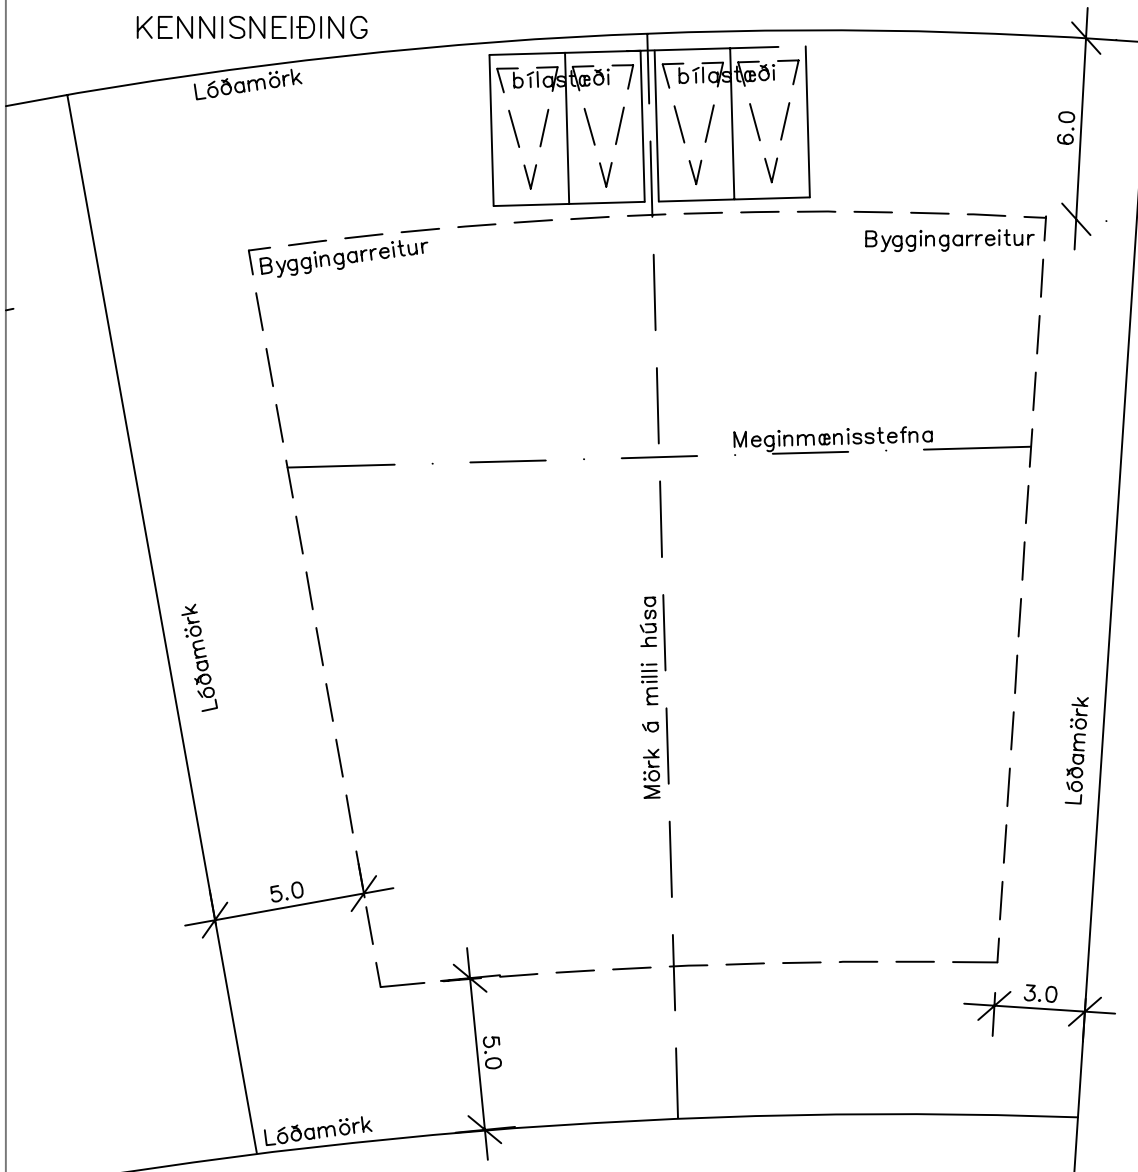 KENNISNEIÐING
Lóðamörk
bílastæði
bílastæði
6.0
Byggingarreitur
Byggingarreitur
Meginmænisstefna
Lóðamörk
Mörk á milli húsa
Lóðamörk
5.0
3.0
5.0
Lóðamörk